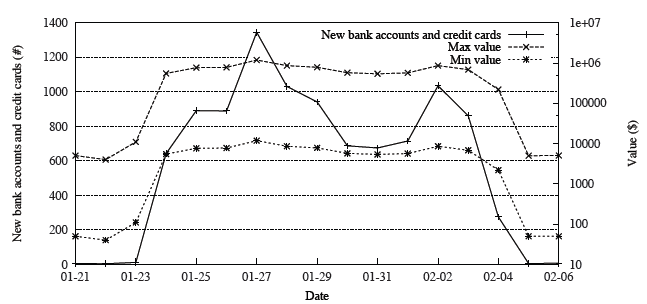 1400
1200
1000
800
600
400
200
0
New bank accounts and credit cards (#)
New bank accounts and credit cards
Max value
Min value
1e+07
1e+06
100000
10000
1000
100
10
Value ($)
01-21 01-23 01-25 01-27 01-29 01-31 02-02 02-04 02-06
Date